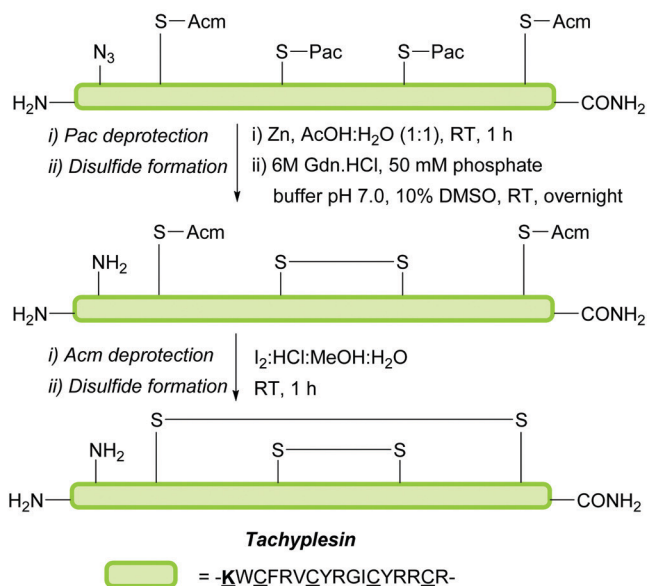 S—Acm S—Acm
N₃ S—Pac S—Pac
H₂N— —CONH₂
i) Pac deprotection i) Zn, AcOH:H₂O (1:1), RT, 1 h
ii) Disulfide formation ii) 6M Gdn.HCl, 50 mM phosphate
buffer pH 7.0, 10% DMSO, RT, overnight
S—Acm S—Acm
NH₂ S S
H₂N— —CONH₂
i) Acm deprotection I₂:HCl:MeOH:H₂O
ii) Disulfide formation RT, 1 h
S S
NH₂ S S
H₂N— —CONH₂
Tachyplesin
= -KWCFRVCYRGICYRRCR-